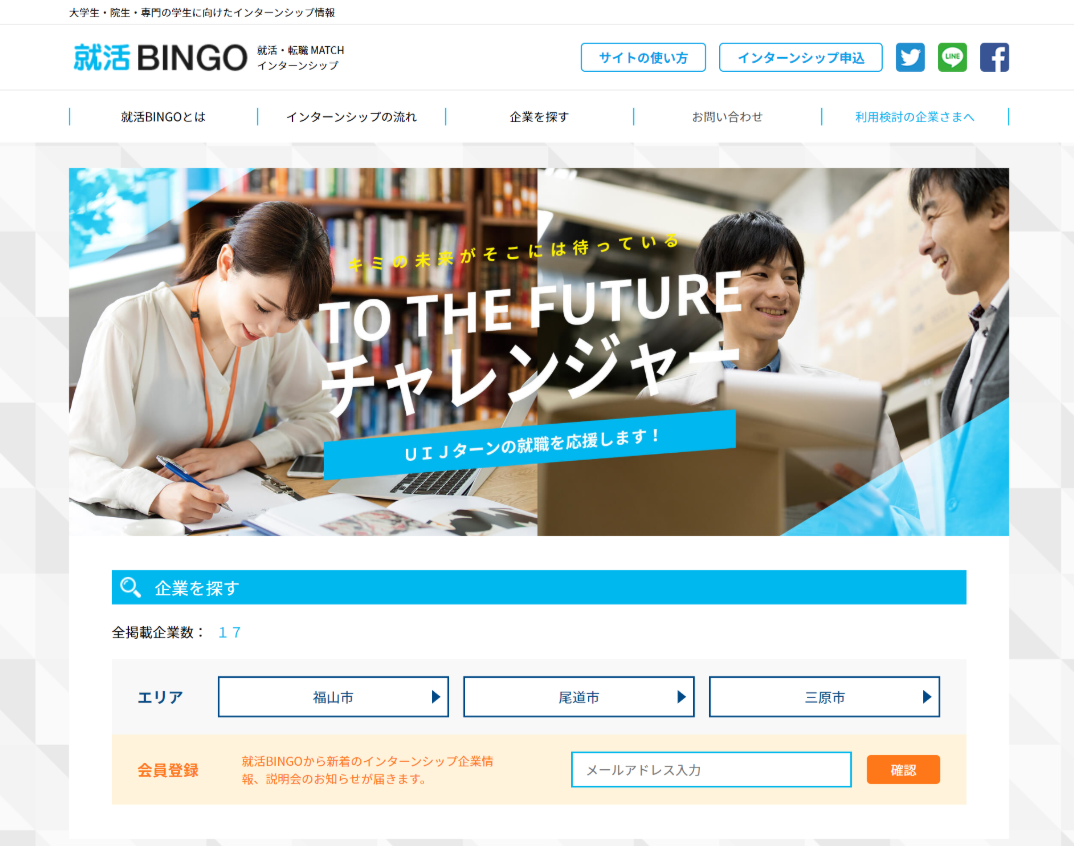 大学生・院生・専門の学生に向けたインターンシップ情報
就活BINGO
就活・転職 MATCH
インターンシップ
サイトの使い方
インターンシップ申込
LINE
就活BINGOとは
インターンシップの流れ
企業を探す
お問い合わせ
利用検討の企業さまへ
キミの未来がそこには待っている
TO THE FUTURE
チャレンジャー
ＵＩＪターンの就職を応援します！
企業を探す
全掲載企業数： １７
エリア
福山市
尾道市
三原市
会員登録
就活BINGOから新着のインターンシップ企業情
報、説明会のお知らせが届きます。
メールアドレス入力
確認